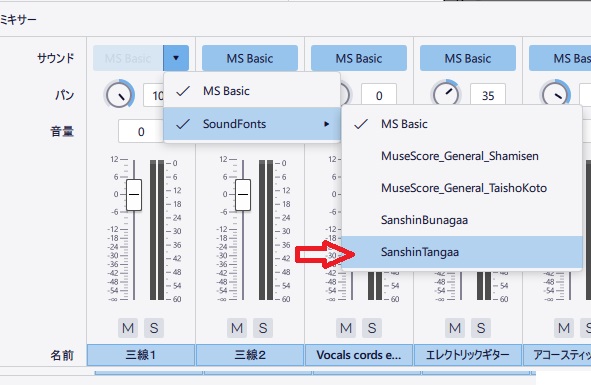 ミキサー
サウンド MS Basic MS Basic MS Basic MS Basic MS Basic
パン 10 0 35
音量 0
MS Basic
SoundFonts
MS Basic
MuseScore_General_Shamisen
MuseScore_General_TaishoKoto
SanshinBunagaa
SanshinTangaa
12 0 12 0
6 6 6 6
0 12 0 12
-6 18 -6 18
-12 24 -12 24
-18 30 -18 30
-24 36 -24 36
-30 -30
-36 42 -36 42
-42 48 -42 48
-48 -48
-54 54 -54 54
-∞ 60 -∞ 60
M S M S M S M S M S
名前 三線1 三線2 Vocals cords e... エレクトリックギター アコースティッ